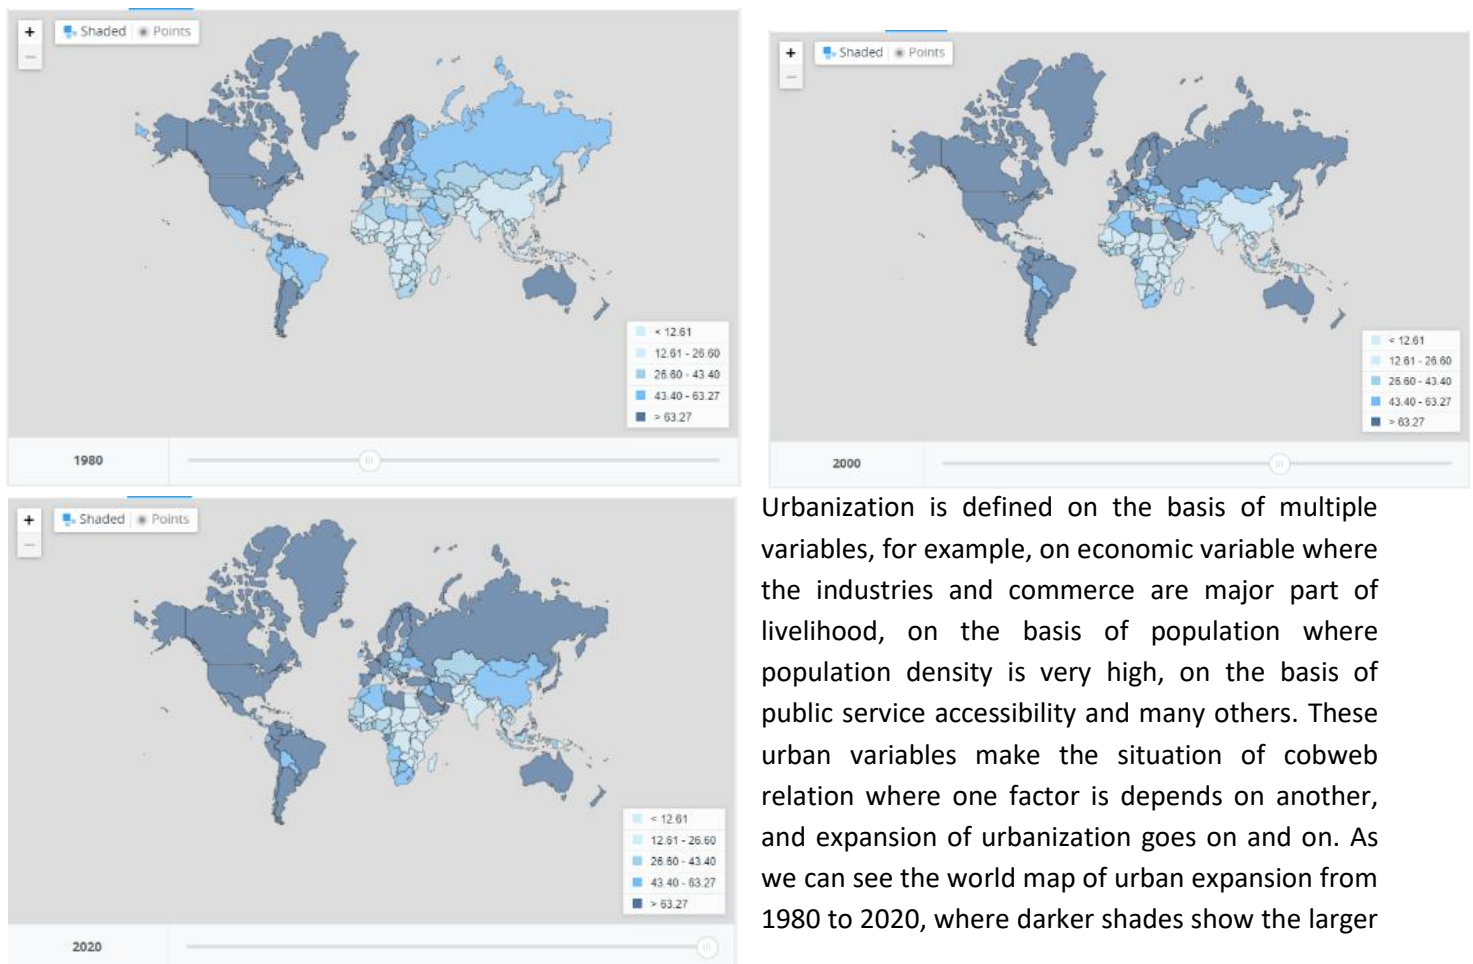 +
Shaded Points
−
< 12.61
12.61 - 26.60
26.60 - 43.40
43.40 - 63.27
> 63.27
1980
+
Shaded Points
−
< 12.61
12.61 - 26.60
26.60 - 43.40
43.40 - 63.27
> 63.27
2000
+
Shaded Points
−
< 12.61
12.61 - 26.60
26.60 - 43.40
43.40 - 63.27
> 63.27
2020
Urbanization is defined on the basis of multiple
variables, for example, on economic variable where
the industries and commerce are major part of
livelihood, on the basis of population where
population density is very high, on the basis of
public service accessibility and many others. These
urban variables make the situation of cobweb
relation where one factor is depends on another,
and expansion of urbanization goes on and on. As
we can see the world map of urban expansion from
1980 to 2020, where darker shades show the larger